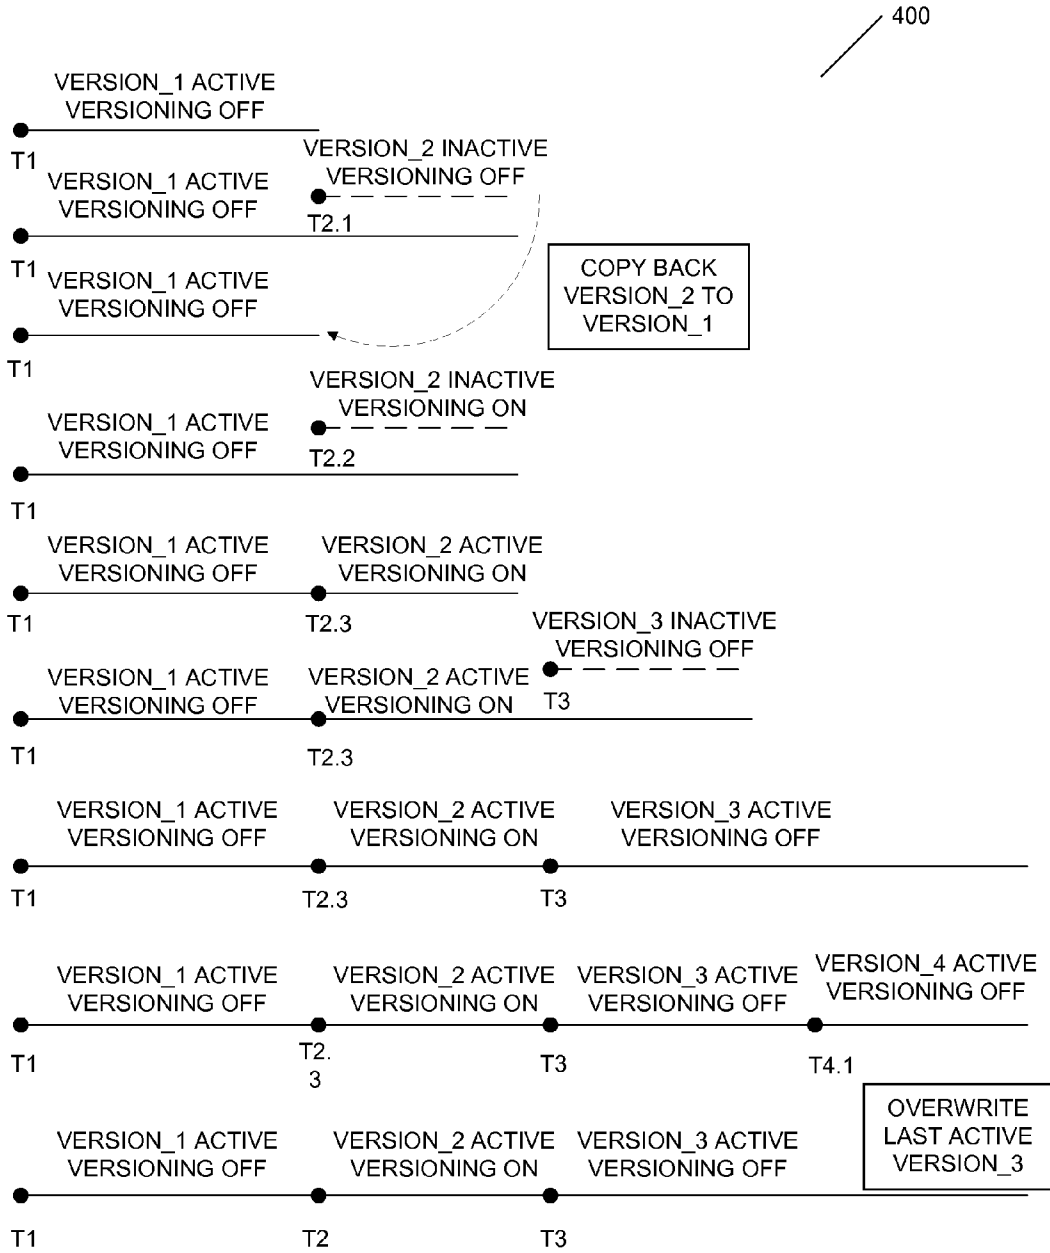 400
VERSION_1 ACTIVE
VERSIONING OFF
T1
VERSION_2 INACTIVE
VERSIONING OFF
T2.1
VERSION_1 ACTIVE
VERSIONING OFF
T1
COPY BACK
VERSION_2 TO
VERSION_1
VERSION_1 ACTIVE
VERSIONING OFF
T1
VERSION_2 INACTIVE
VERSIONING ON
T2.2
VERSION_1 ACTIVE
VERSIONING OFF
T1
VERSION_1 ACTIVE
VERSIONING OFF
VERSION_2 ACTIVE
VERSIONING ON
T1
T2.3
VERSION_3 INACTIVE
VERSIONING OFF
T3
VERSION_1 ACTIVE
VERSIONING OFF
VERSION_2 ACTIVE
VERSIONING ON
T1
T2.3
VERSION_1 ACTIVE
VERSIONING OFF
VERSION_2 ACTIVE
VERSIONING ON
VERSION_3 ACTIVE
VERSIONING OFF
T1
T2.3
T3
VERSION_1 ACTIVE
VERSIONING OFF
VERSION_2 ACTIVE
VERSIONING ON
VERSION_3 ACTIVE
VERSIONING OFF
VERSION_4 ACTIVE
VERSIONING OFF
T1
T2.
3
T3
T4.1
OVERWRITE
LAST ACTIVE
VERSION_3
VERSION_1 ACTIVE
VERSIONING OFF
VERSION_2 ACTIVE
VERSIONING ON
VERSION_3 ACTIVE
VERSIONING OFF
T1
T2
T3